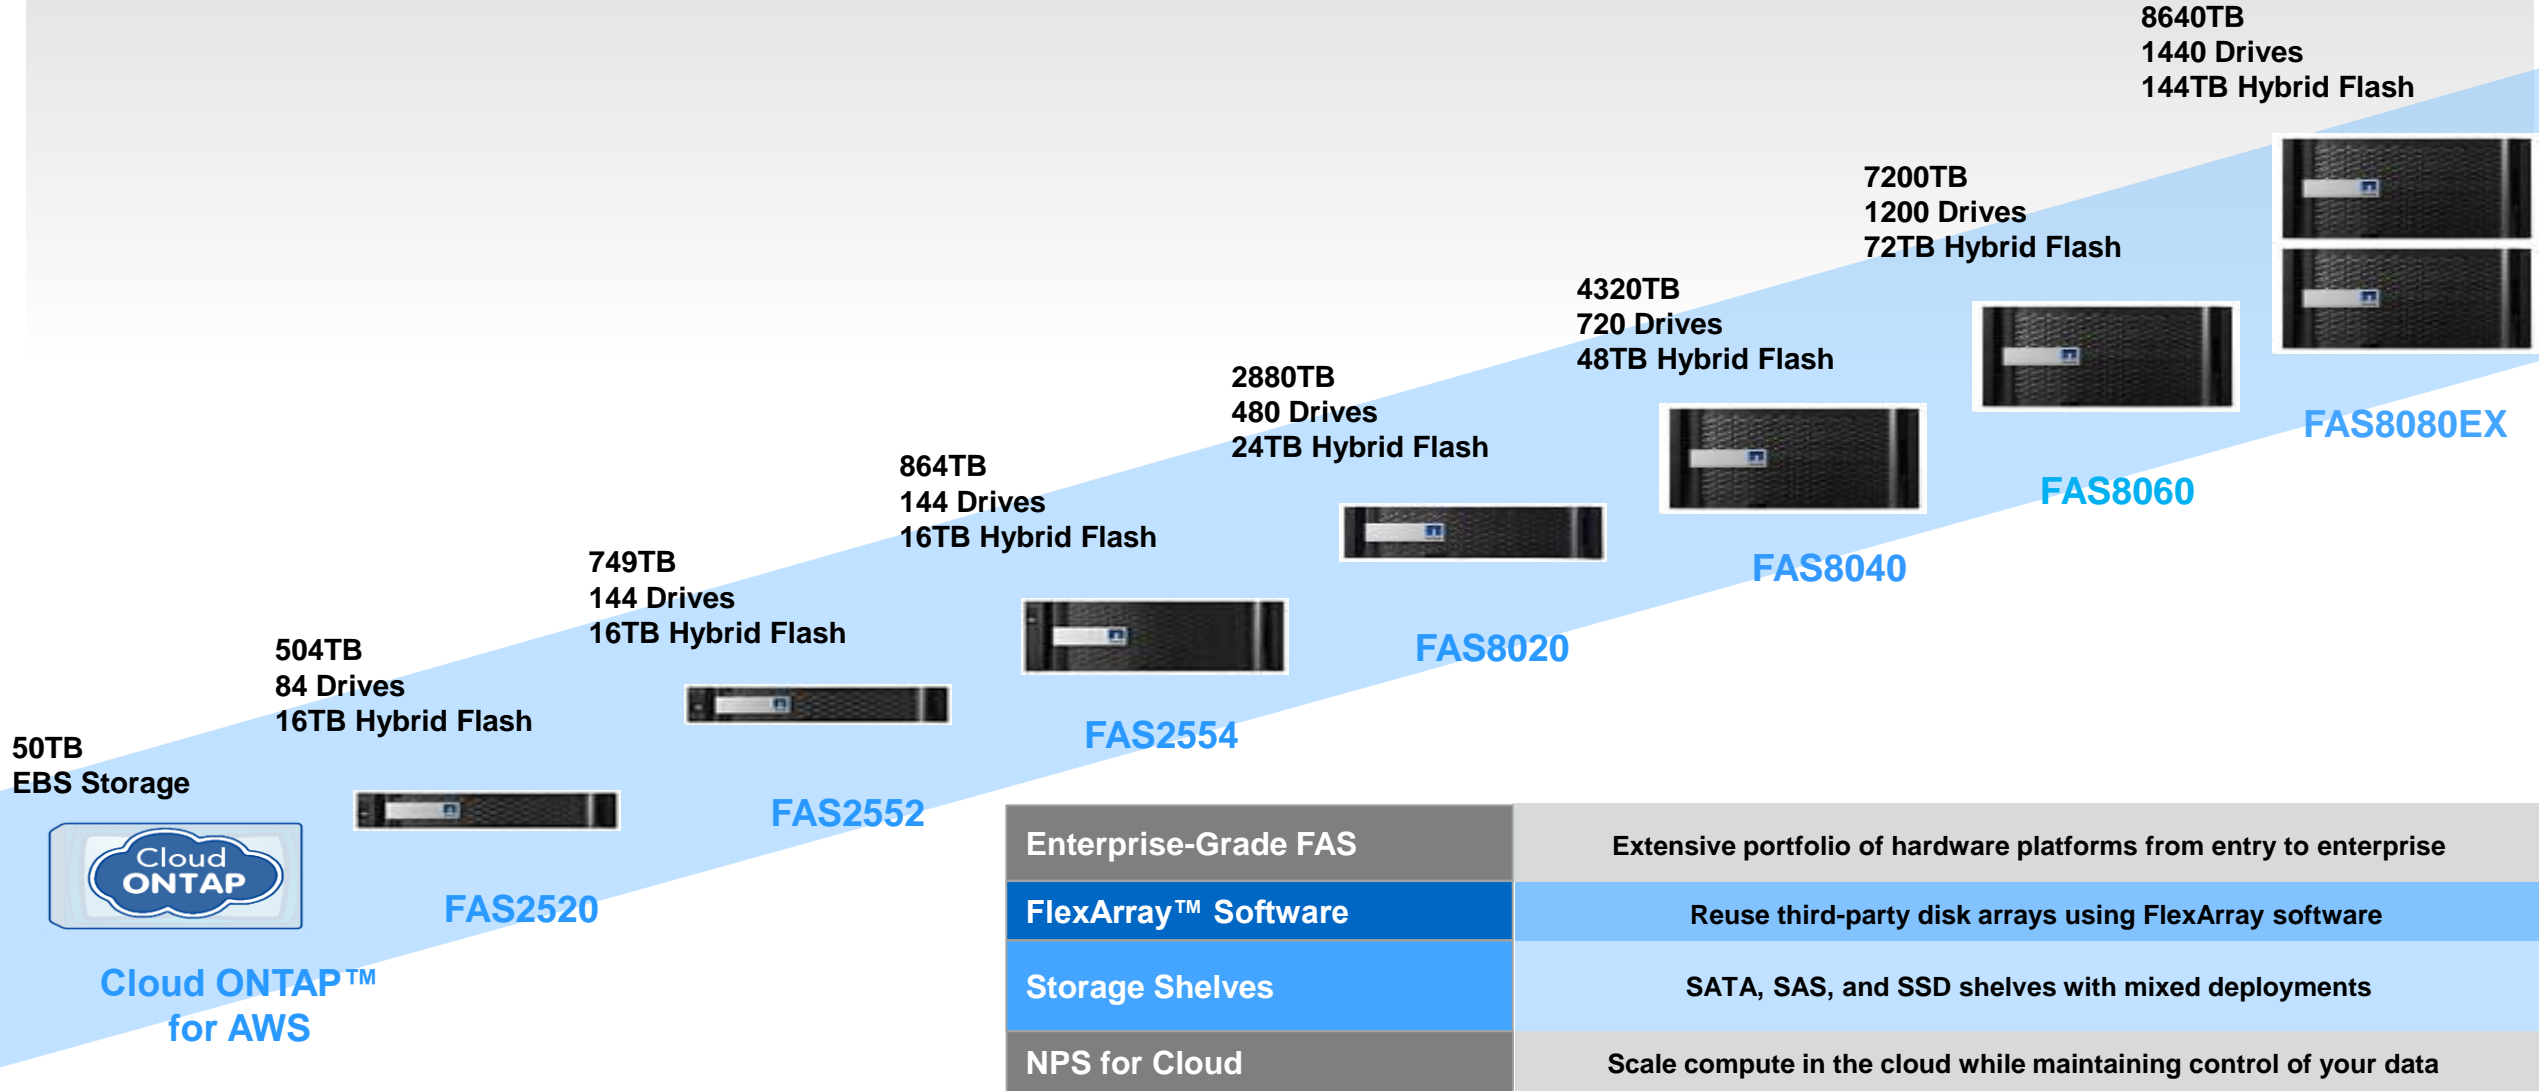 8640TB
1440 Drives
144TB Hybrid Flash
7200TB
1200 Drives
72TB Hybrid Flash
4320TB
720 Drives
48TB Hybrid Flash
2880TB
480 Drives
24TB Hybrid Flash
864TB
144 Drives
16TB Hybrid Flash
749TB
144 Drives
16TB Hybrid Flash
504TB
84 Drives
16TB Hybrid Flash
50TB
EBS Storage
FAS8080EX
FAS8060
FAS8040
FAS8020
FAS2554
FAS2552
FAS2520
Cloud
ONTAP
Cloud ONTAP™
for AWS
Enterprise-Grade FAS
Extensive portfolio of hardware platforms from entry to enterprise
FlexArray™ Software
Reuse third-party disk arrays using FlexArray software
Storage Shelves
SATA, SAS, and SSD shelves with mixed deployments
NPS for Cloud
Scale compute in the cloud while maintaining control of your data